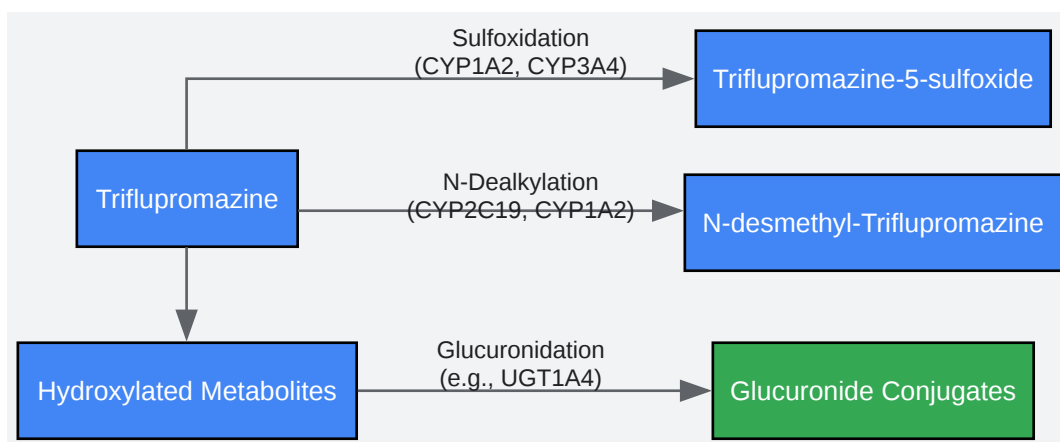 Sulfoxidation
(CYP1A2, CYP3A4)
Triflupromazine-5-sulfoxide
Triflupromazine
N-Dealkylation
(CYP2C19, CYP1A2)
N-desmethyl-Triflupromazine
Hydroxylated Metabolites
Glucuronidation
(e.g., UGT1A4)
Glucuronide Conjugates